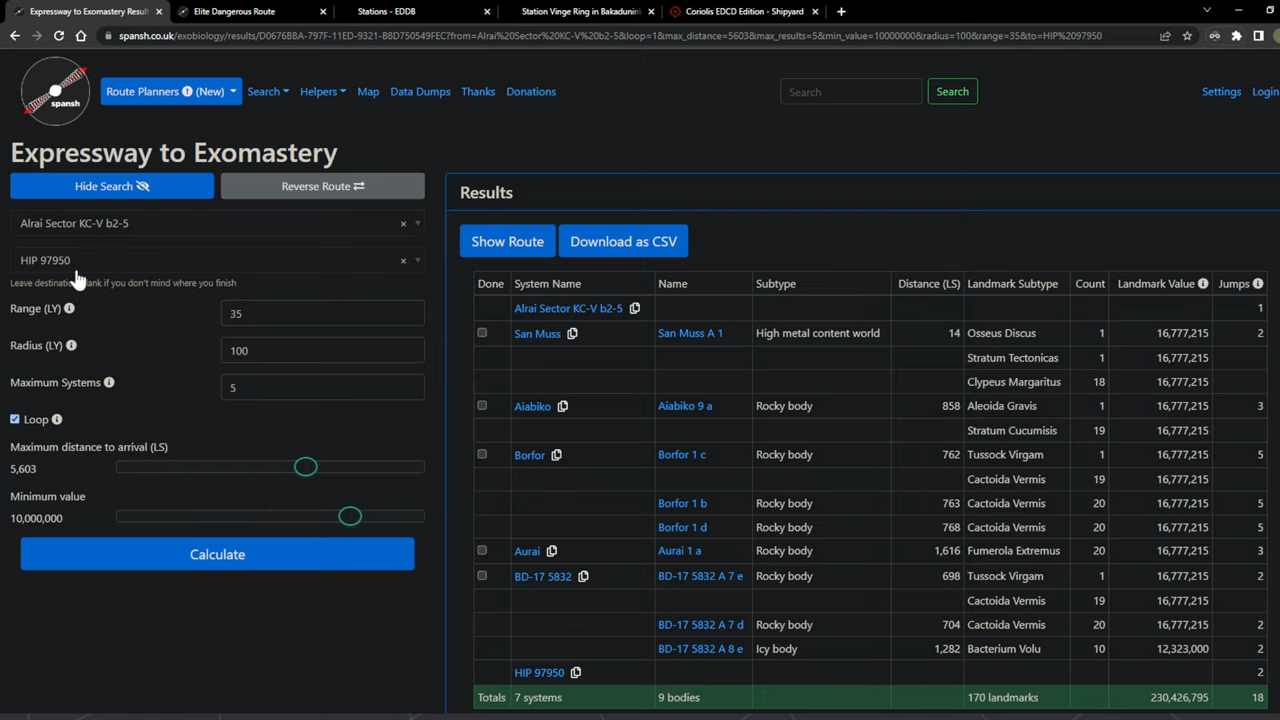 Expressway to Exomastery Result × Elite Dangerous Route × Stations - EDDB × Station Vinge Ring in Bakadunin × Coriolis EDCD Edition - Shipyard × +
spansh.co.uk/exobiology/results/D0676BBA-797F-11ED-9321-B8D750549FEC?from=Alrai%20Sector%20KC-V%20b2-5&loop=1&max_distance=5603&max_results=5&min_value=10000000&radius=100&range=35&to=HIP%2097950
spansh
Route Planners (New) Search Helpers Map Data Dumps Thanks Donations Search Search Settings Login
Expressway to Exomastery
Hide Search Reverse Route
Alrai Sector KC-V b2-5 ×
HIP 97950 ×
Leave destination blank if you don't mind where you finish
Range (LY) 35
Radius (LY) 100
Maximum Systems 5
Loop
Maximum distance to arrival (LS)
5,603
Minimum value
10,000,000
Calculate
Results
Show Route Download as CSV
Done System Name Name Subtype Distance (LS) Landmark Subtype Count Landmark Value Jumps
Alrai Sector KC-V b2-5 1
San Muss San Muss A 1 High metal content world 14 Osseus Discus 1 16,777,215 2
Stratum Tectonicas 1 16,777,215
Clypeus Margaritus 18 16,777,215
Aiabiko Aiabiko 9 a Rocky body 858 Aleoida Gravis 1 16,777,215 3
Stratum Cucumisis 19 16,777,215
Borfor Borfor 1 c Rocky body 762 Tussock Virgam 1 16,777,215 5
Cactoida Vermis 19 16,777,215
Borfor 1 b Rocky body 763 Cactoida Vermis 20 16,777,215 5
Borfor 1 d Rocky body 768 Cactoida Vermis 20 16,777,215 5
Aurai Aurai 1 a Rocky body 1,616 Fumerola Extremus 20 16,777,215 3
BD-17 5832 BD-17 5832 A 7 e Rocky body 698 Tussock Virgam 1 16,777,215 2
Cactoida Vermis 19 16,777,215
BD-17 5832 A 7 d Rocky body 704 Cactoida Vermis 20 16,777,215 2
BD-17 5832 A 8 e Icy body 1,282 Bacterium Volu 10 12,323,000 2
HIP 97950 2
Totals 7 systems 9 bodies 170 landmarks 230,426,795 18